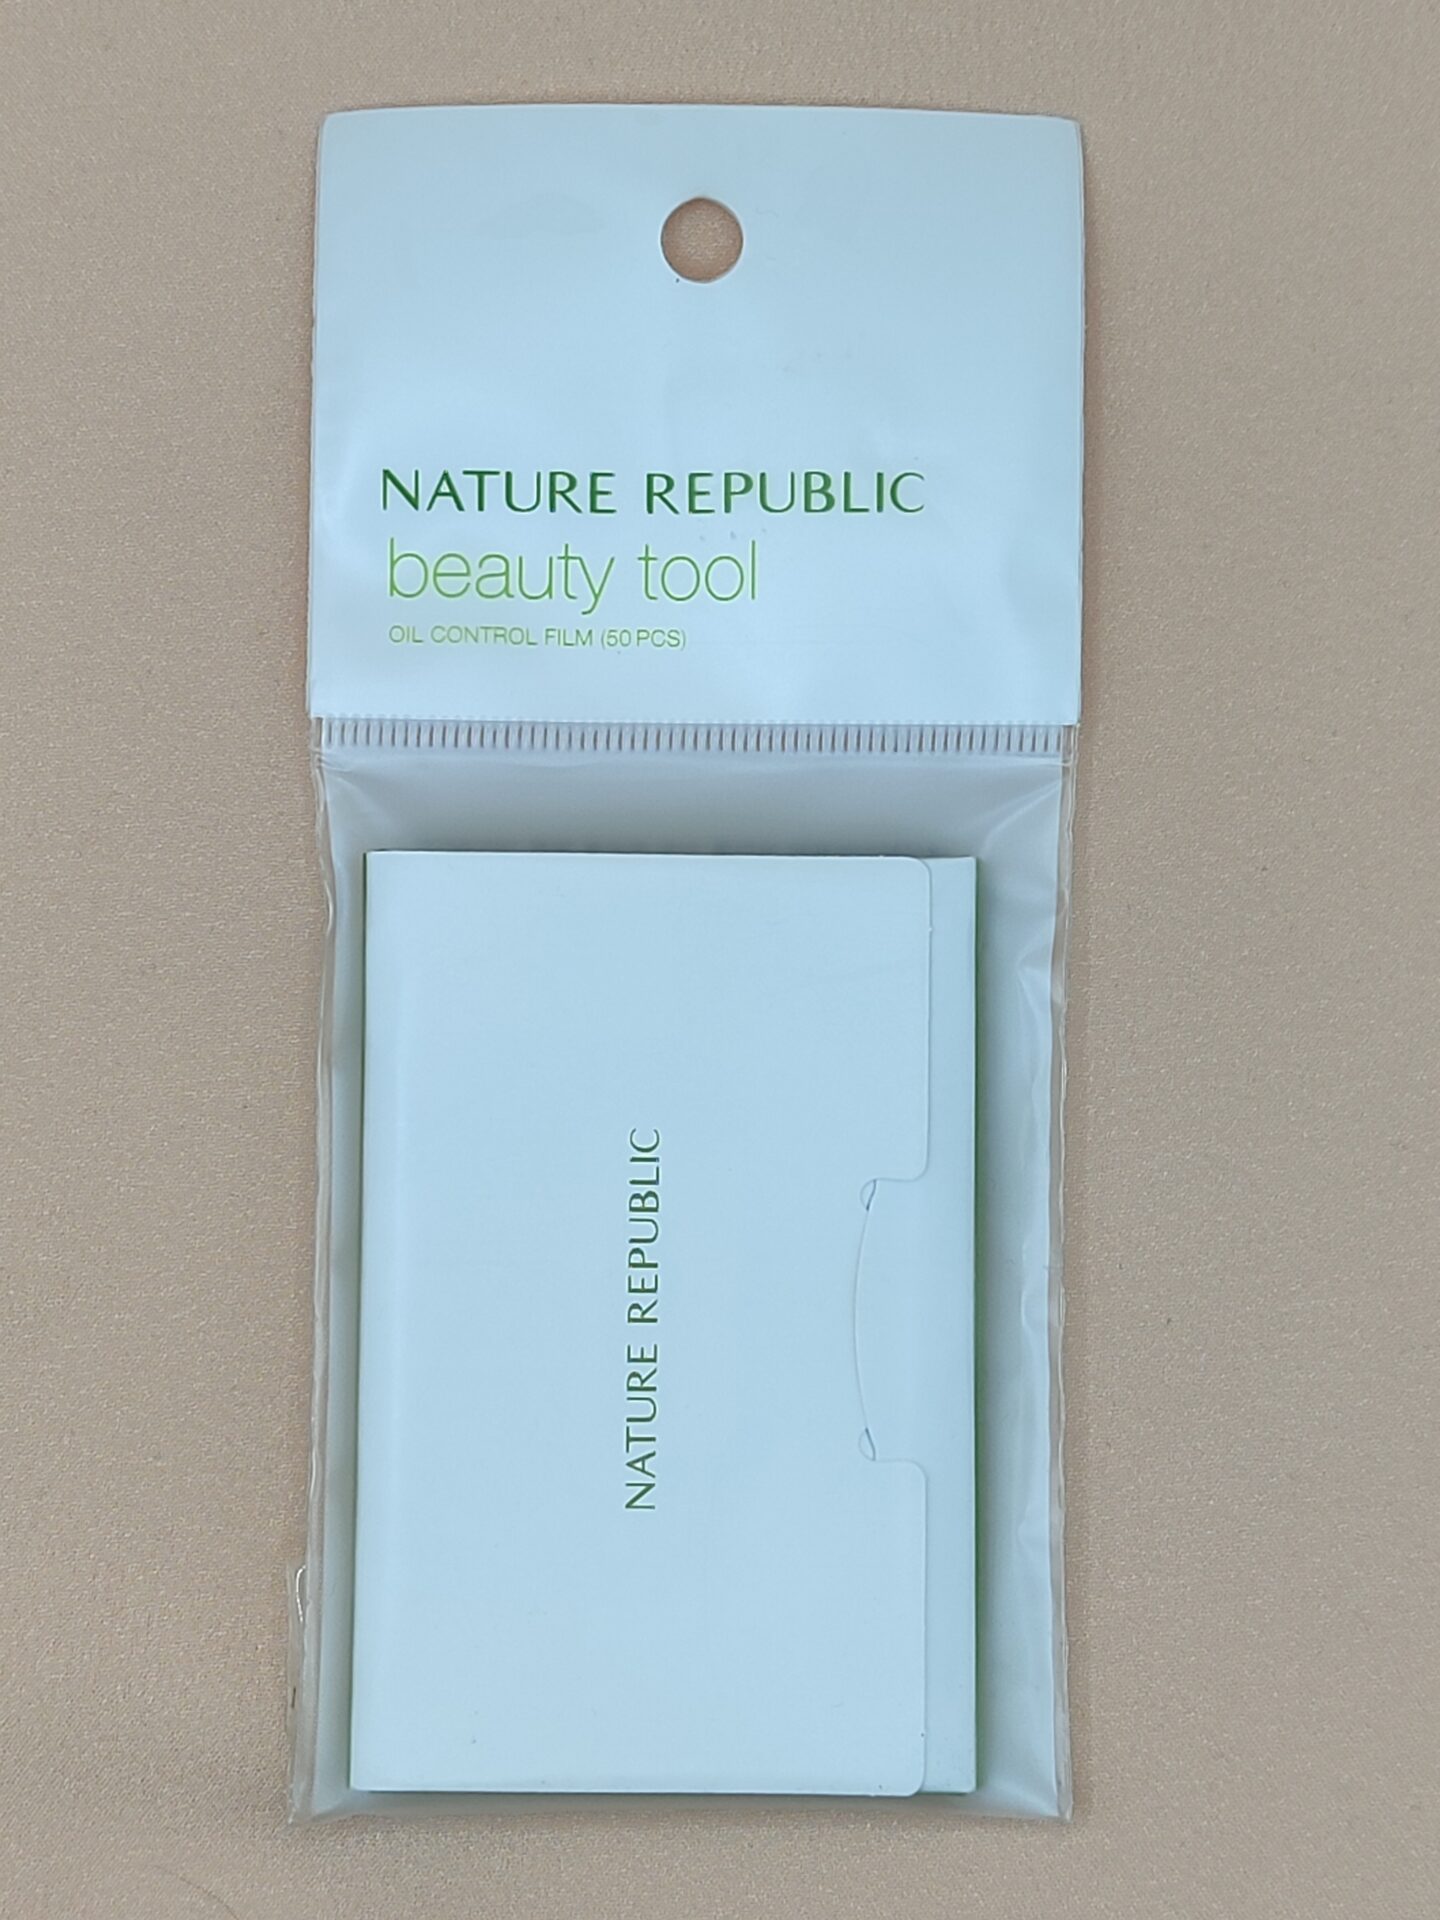 NATURE REPUBLIC
beauty tool
OIL CONTROL FILM (50 PCS)
NATURE REPUBLIC